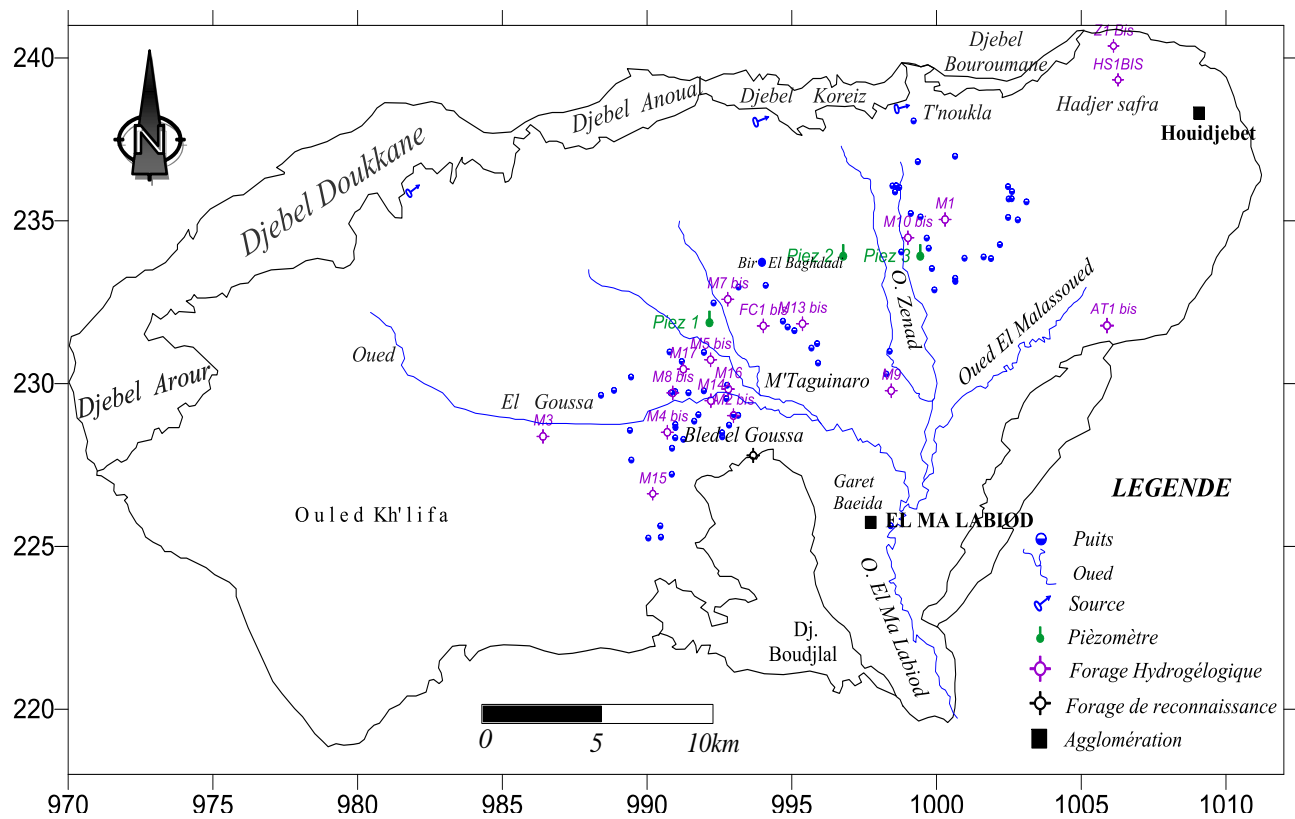 240
235
230
225
220
970
975
980
985
990
995
1000
1005
1010
N
Djebel
Bouroumane
Z1 Bis
HS1BIS
Hadjer safra
Houidjebet
Djebel Anoual
Djebel Koreiz
T'noukla
Djebel Doukkane
Djebel Arour
M1
M10 bis
Piez 2
Piez 3
Bir El Baghdadi
M7 bis
FC1 bis
M13 bis
Piez 1
O. Zenad
Oued El Malassoued
AT1 bis
M5 bis
M17
M8 bis
M16
M14
M2 bis
M'Taguinaro
M9
Oued
El Goussa
M3
M4 bis
Bled el Goussa
M15
Ouled Kh'lifa
Garet
Baeida
EL MA LABIOD
O. El Ma Labiod
Dj.
Boudjlal
0
5
10km
LEGENDE
Puits
Oued
Source
Pièzomètre
Forage Hydrogélogique
Forage de reconnaissance
Agglomération